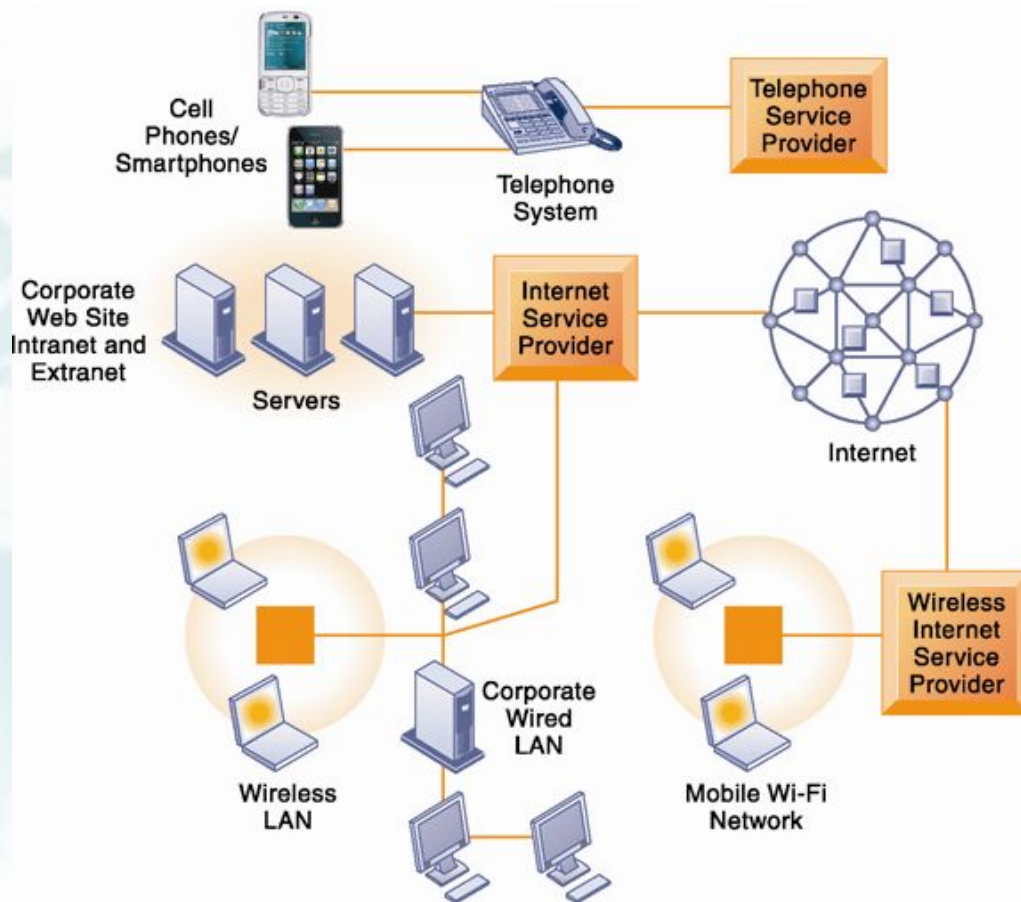 Cell
Phones/
Smartphones
Telephone
System
Telephone
Service
Provider
Corporate
Web Site
Intranet and
Extranet
Servers
Internet
Service
Provider
Internet
Wireless
LAN
Corporate
Wired
LAN
Mobile Wi-Fi
Network
Wireless
Internet
Service
Provider